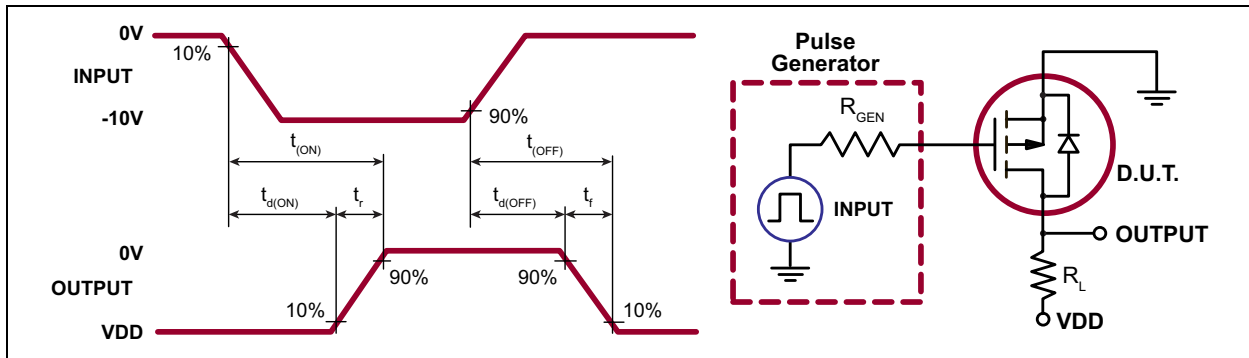 0V
10%
INPUT
-10V
90%
t(ON)
t(OFF)
td(ON)
tr
td(OFF)
tf
0V
90%
90%
OUTPUT
10%
10%
VDD
Pulse
Generator
RGEN
INPUT
D.U.T.
OUTPUT
RL
VDD